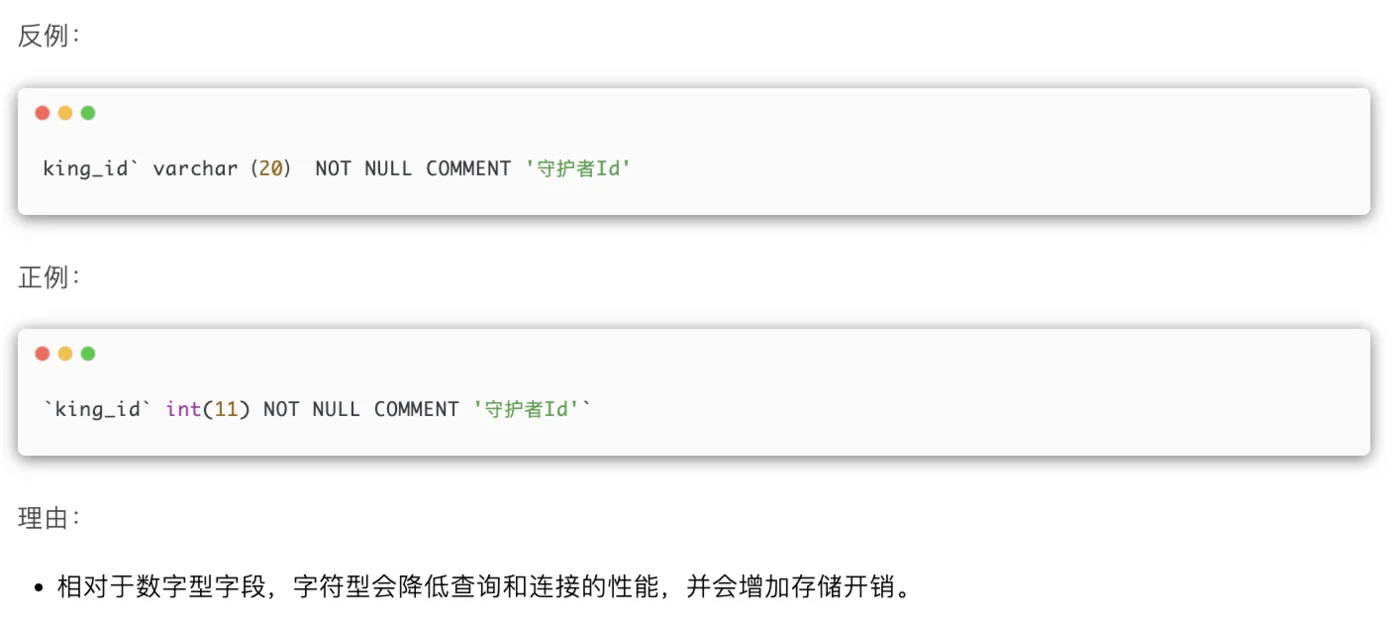 反例：
king_id` varchar（20） NOT NULL COMMENT '守护者Id'
正例：
`king_id` int(11) NOT NULL COMMENT '守护者Id'`
理由：
• 相对于数字型字段，字符型会降低查询和连接的性能，并会增加存储开销。